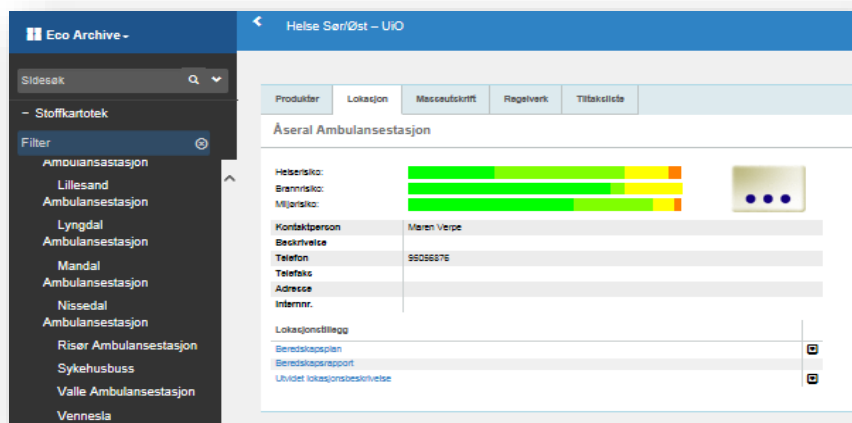 Eco Archive
Helse Sør/Øst – UiO
Sidesøk
− Stoffkartotek
Filter
Ambulansastasjon
Lillesand
Ambulansestasjon
Lyngdal
Ambulansestasjon
Mandal
Ambulansestasjon
Nissedal
Ambulansestasjon
Risør Ambulansestasjon
Sykehusbuss
Valle Ambulansestasjon
Vennesla
Produkter Lokasjon Masseutskrift Regelverk Tiltaksliste
Åseral Ambulansestasjon
Helserisiko:
Brannrisiko:
Miljørisiko:
Kontaktperson Maren Verpe
Beskrivelse
Telefon 95056876
Telefaks
Adresse
Internnr.
Lokasjonstillegg
Beredskapsplan
Beredskapsrapport
Utvidet lokasjonsbeskrivelse